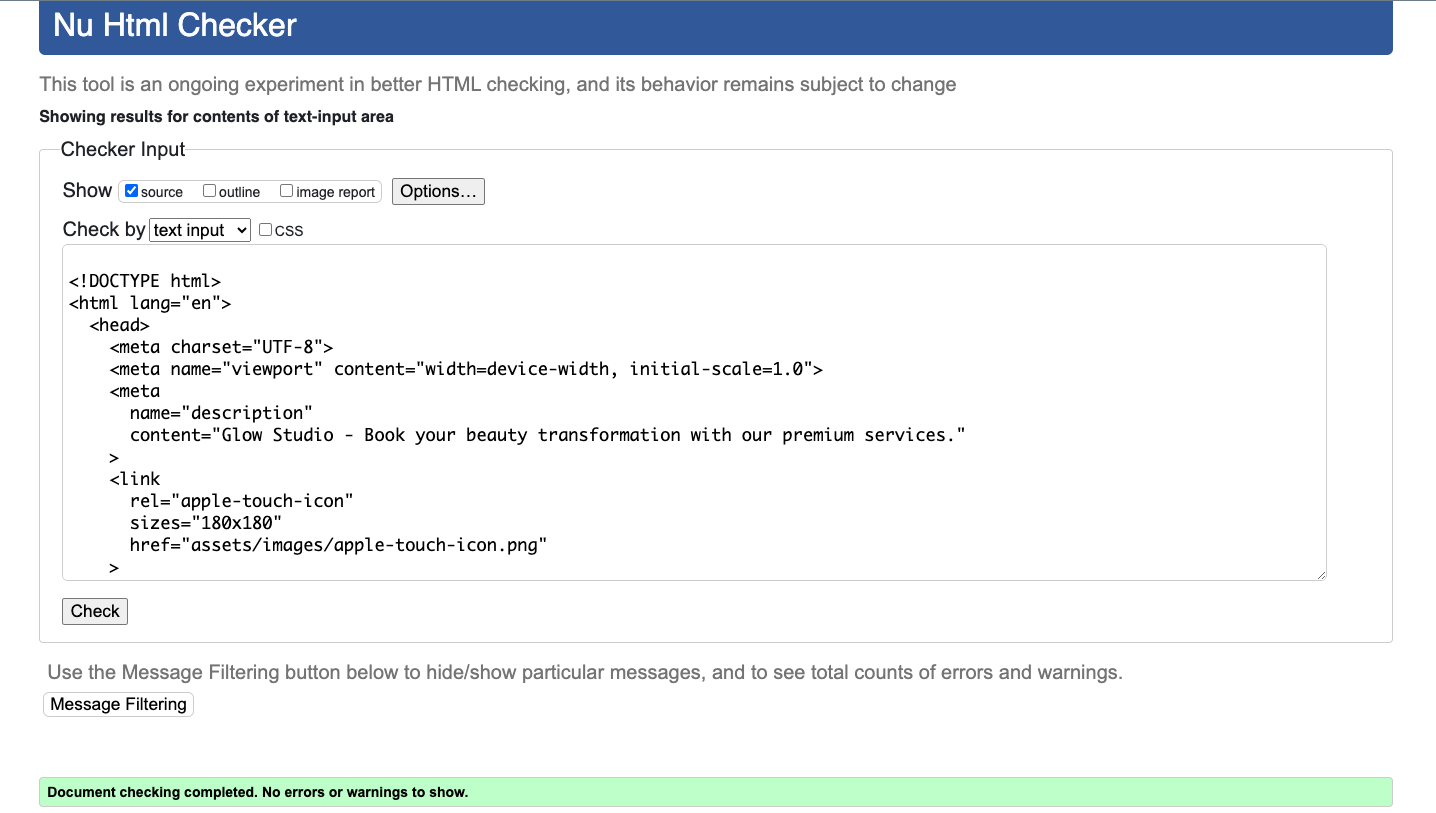 Nu Html Checker
This tool is an ongoing experiment in better HTML checking, and its behavior remains subject to change
Showing results for contents of text-input area
Checker Input
Show source outline image report Options...
Check by text input CSS
<!DOCTYPE html>
<html lang="en">
  <head>
    <meta charset="UTF-8">
    <meta name="viewport" content="width=device-width, initial-scale=1.0">
    <meta
      name="description"
      content="Glow Studio - Book your beauty transformation with our premium services."
    >
    <link
      rel="apple-touch-icon"
      sizes="180x180"
      href="assets/images/apple-touch-icon.png"
    >
Check
Use the Message Filtering button below to hide/show particular messages, and to see total counts of errors and warnings.
Message Filtering
Document checking completed. No errors or warnings to show.